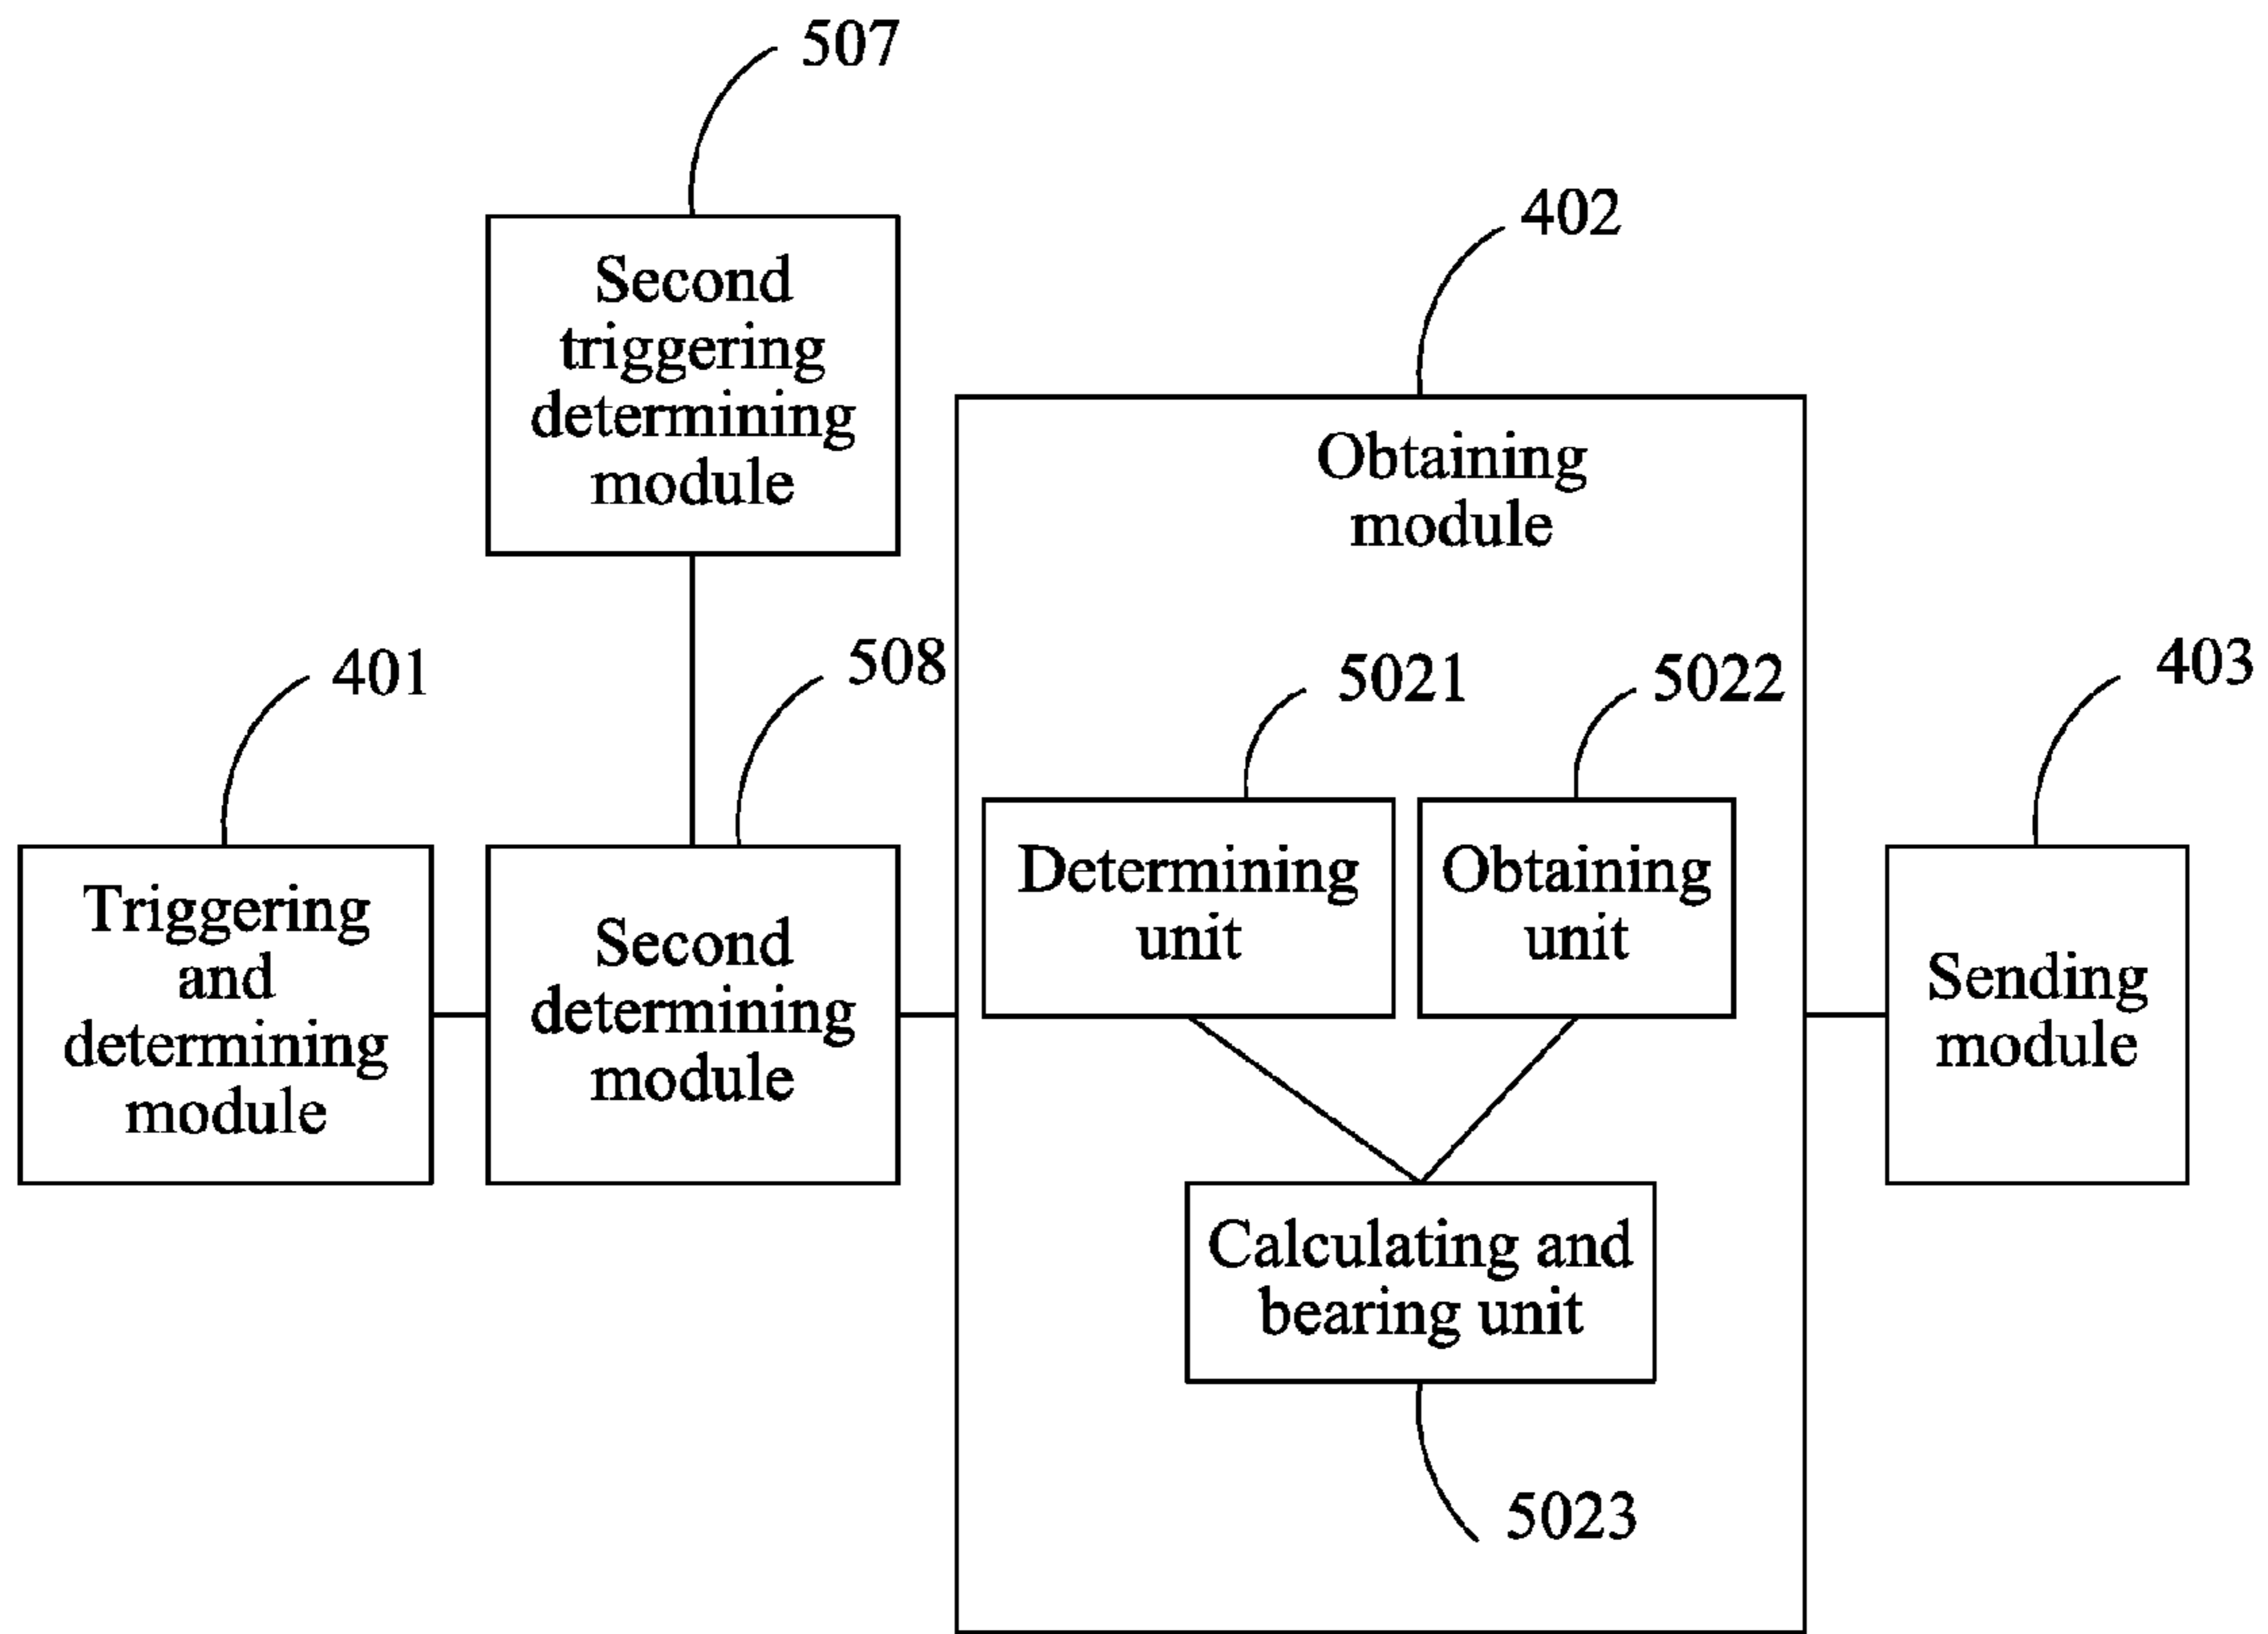 507
Second
triggering
determining
module
402
Obtaining
module
401
508
5021
5022
403
Triggering
and
determining
module
Second
determining
module
Determining
unit
Obtaining
unit
Sending
module
Calculating and
bearing unit
5023